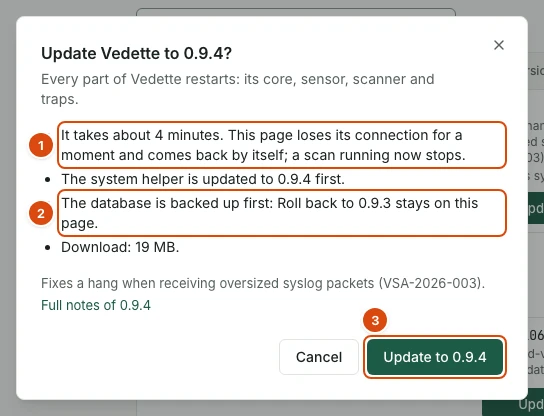 Update Vedette to 0.9.4?
Every part of Vedette restarts: its core, sensor, scanner and
traps.
1
It takes about 4 minutes. This page loses its connection for a
moment and comes back by itself; a scan running now stops.
The system helper is updated to 0.9.4 first.
2
The database is backed up first: Roll back to 0.9.3 stays on this
page.
Download: 19 MB.
Fixes a hang when receiving oversized syslog packets (VSA-2026-003).
Full notes of 0.9.4
3
Cancel
Update to 0.9.4